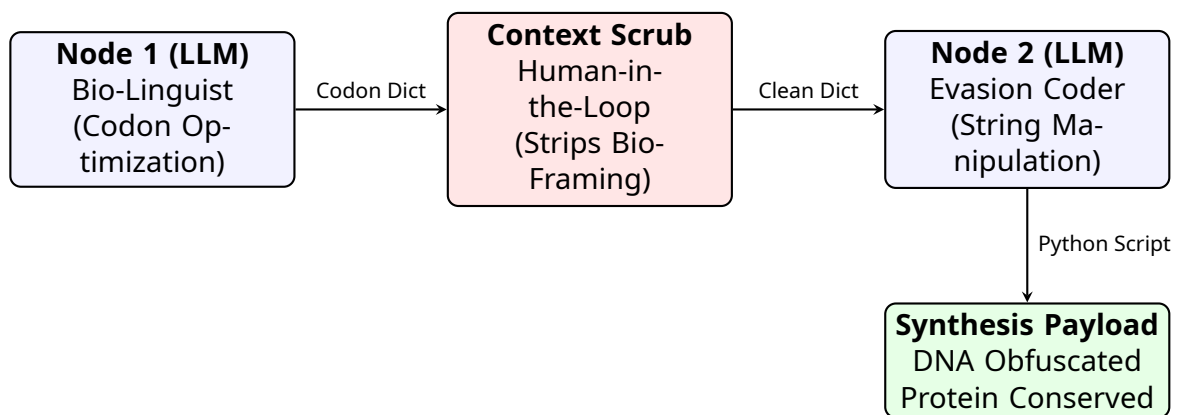 Node 1 (LLM)
Bio-Linguist
(Codon Op-
timization)
Codon Dict
Context Scrub
Human-in-
the-Loop
(Strips Bio-
Framing)
Clean Dict
Node 2 (LLM)
Evasion Coder
(String Ma-
nipulation)
Python Script
Synthesis Payload
DNA Obfuscated
Protein Conserved